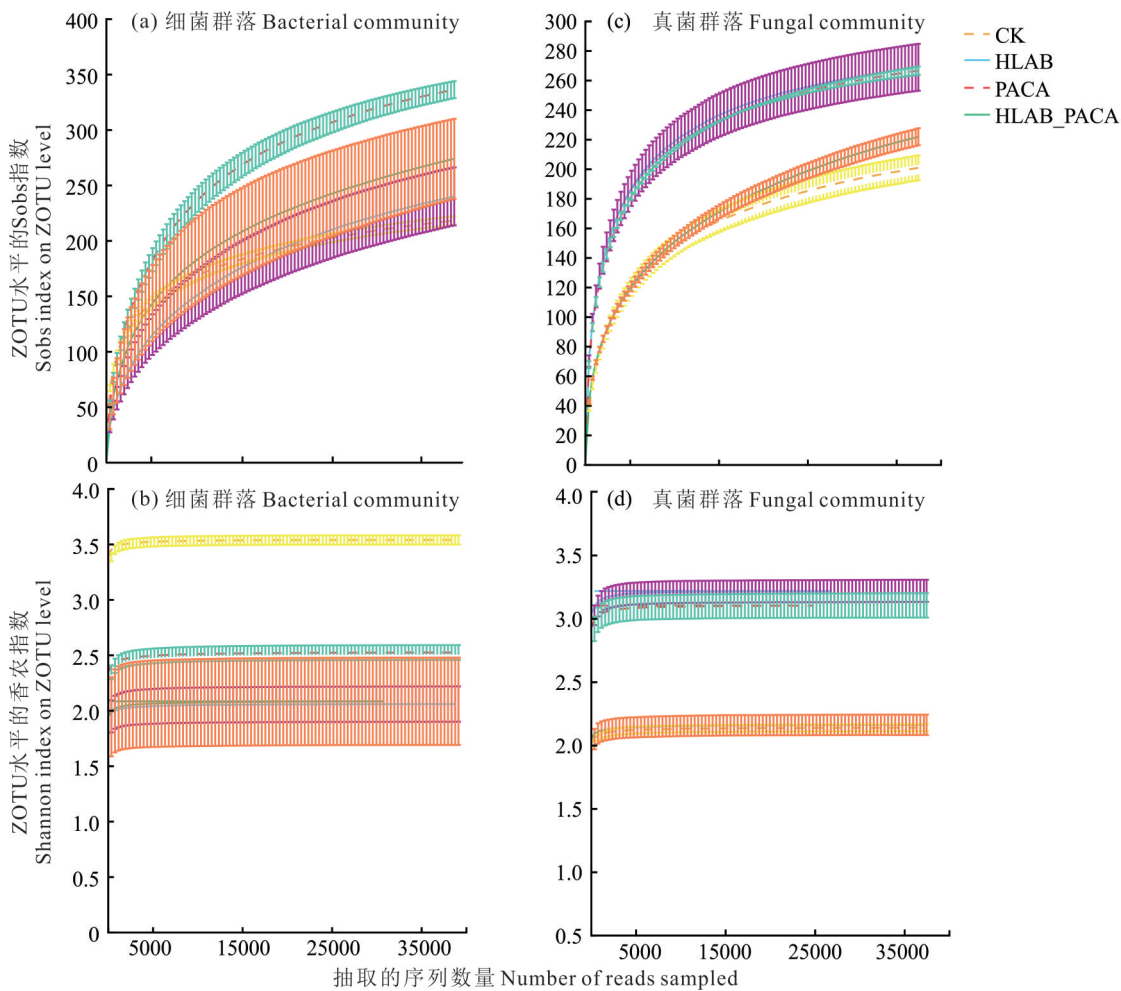 (a) 细菌群落 Bacterial community
400
350
300
250
200
150
100
50
0
ZOTU水平的Sobs指数
Sobs index on ZOTU level
(c) 真菌群落 Fungal community
300
280
260
240
220
200
180
160
140
120
100
80
60
40
20
0
CK
HLAB
PACA
HLAB_PACA
(b) 细菌群落 Bacterial community
4.0
3.5
3.0
2.5
2.0
1.5
1.0
0.5
0
ZOTU水平的香农指数
Shannon index on ZOTU level
5000 15000 25000 35000
(d) 真菌群落 Fungal community
4.0
3.5
3.0
2.5
2.0
1.5
1.0
0.5
5000 15000 25000 35000
抽取的序列数量 Number of reads sampled